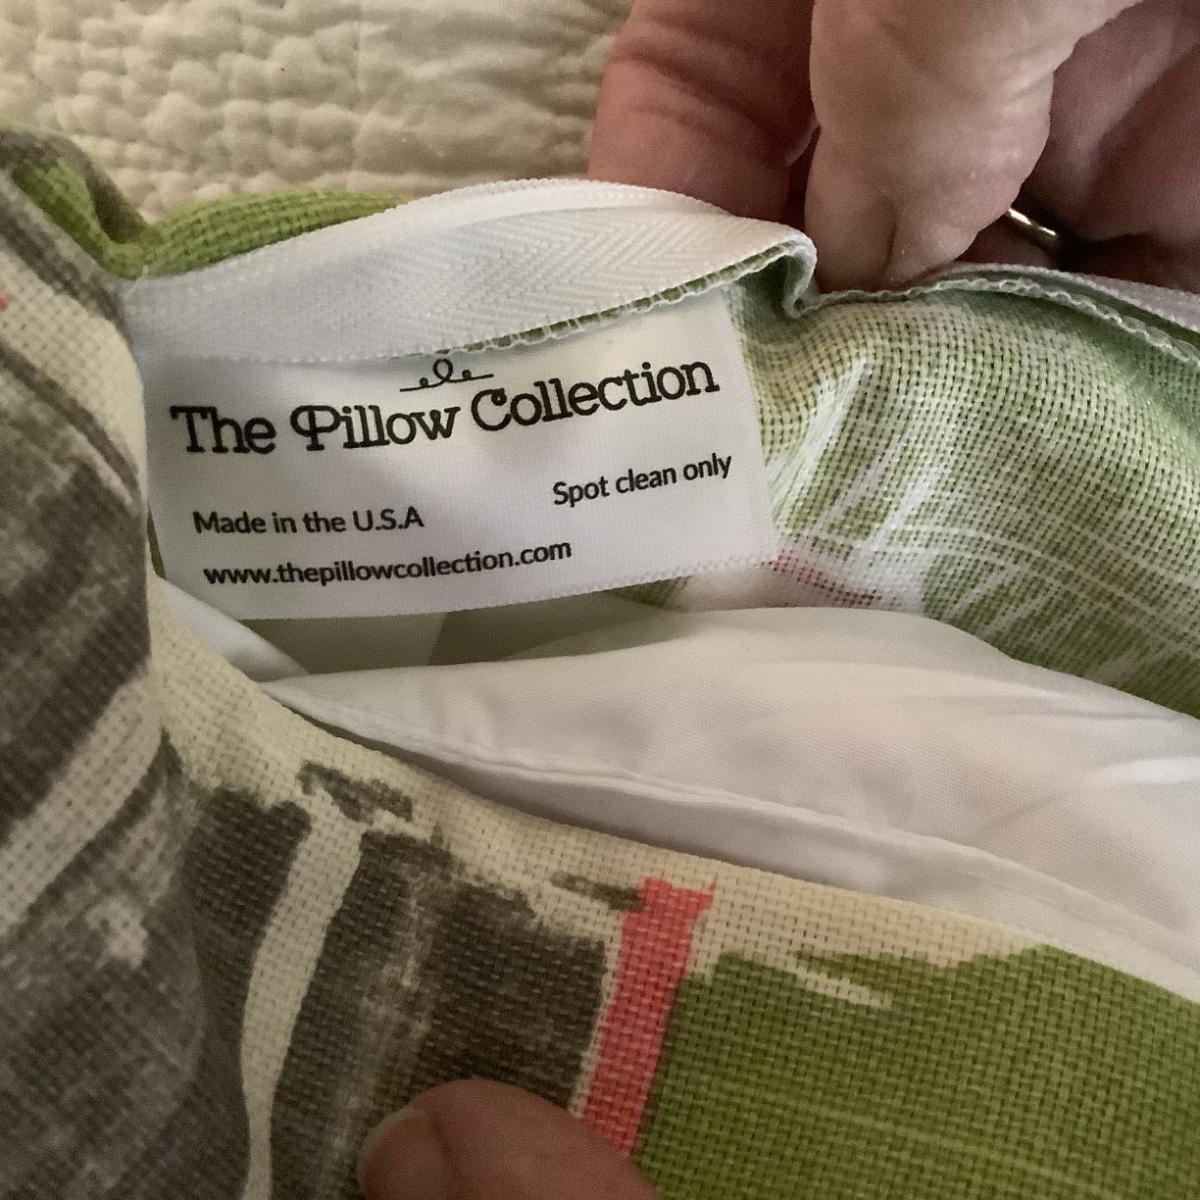 The Pillow Collection
Spot clean only
Made in the U.S.A
www.thepillowcollection.com